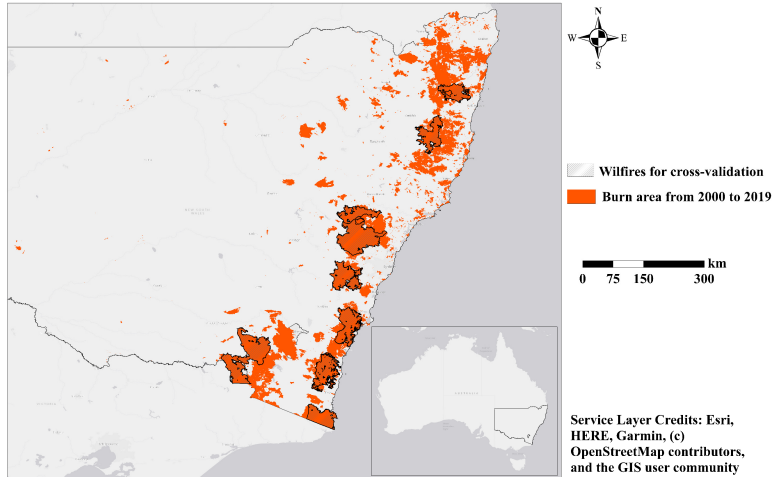 N
W E
S
Wilfires for cross-validation
Burn area from 2000 to 2019
km
0 75 150 300
Service Layer Credits: Esri,
HERE, Garmin, (c)
OpenStreetMap contributors,
and the GIS user community